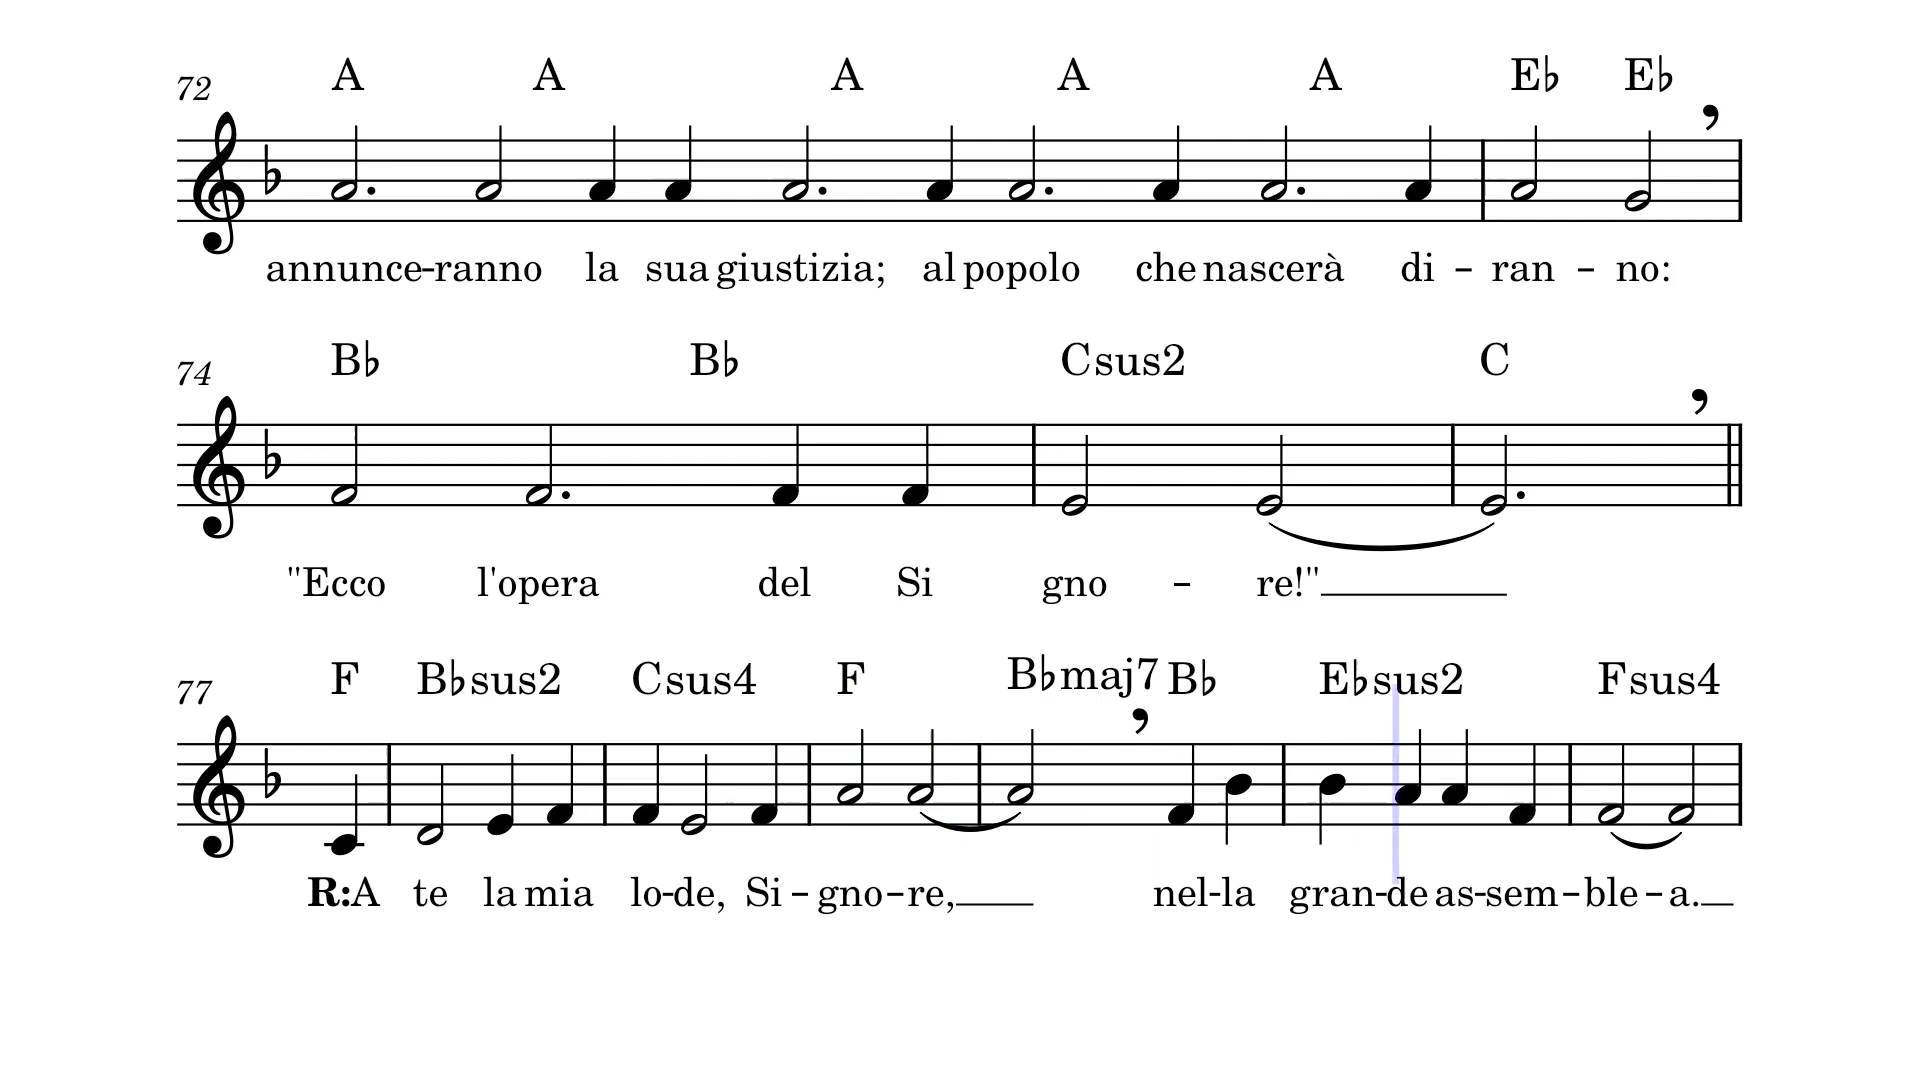 72 A A A A A E♭ E♭
annunce-ranno la sua giustizia; al popolo che nascerà di - ran - no:
74 B♭ B♭ Csus2 C
"Ecco l'opera del Si gno - re!"
77 F B♭sus2 Csus4 F B♭maj7 B♭ E♭sus2 Fsus4
R:A te la mia lo-de, Si-gno-re, nel-la gran-de as-sem-ble-a.